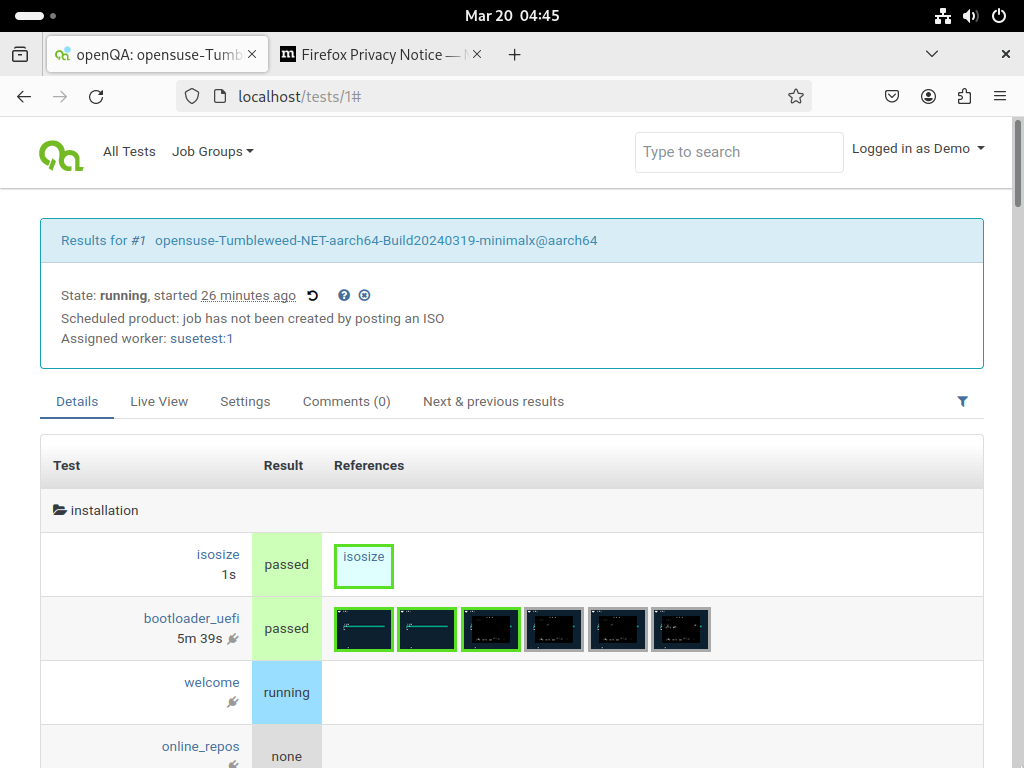 Mar 20 04:45
openQA: opensuse-Tumb
Firefox Privacy Notice —
localhost/tests/1#
All Tests
Job Groups
Type to search
Logged in as Demo
Results for #1 opensuse-Tumbleweed-NET-aarch64-Build20240319-minimalx@aarch64
State: running, started 26 minutes ago
Scheduled product: job has not been created by posting an ISO
Assigned worker: susetest:1
Details
Live View
Settings
Comments (0)
Next & previous results
Test Result References
installation
isosize passed isosize
1s
bootloader_uefi passed
5m 39s
welcome running
online_repos none